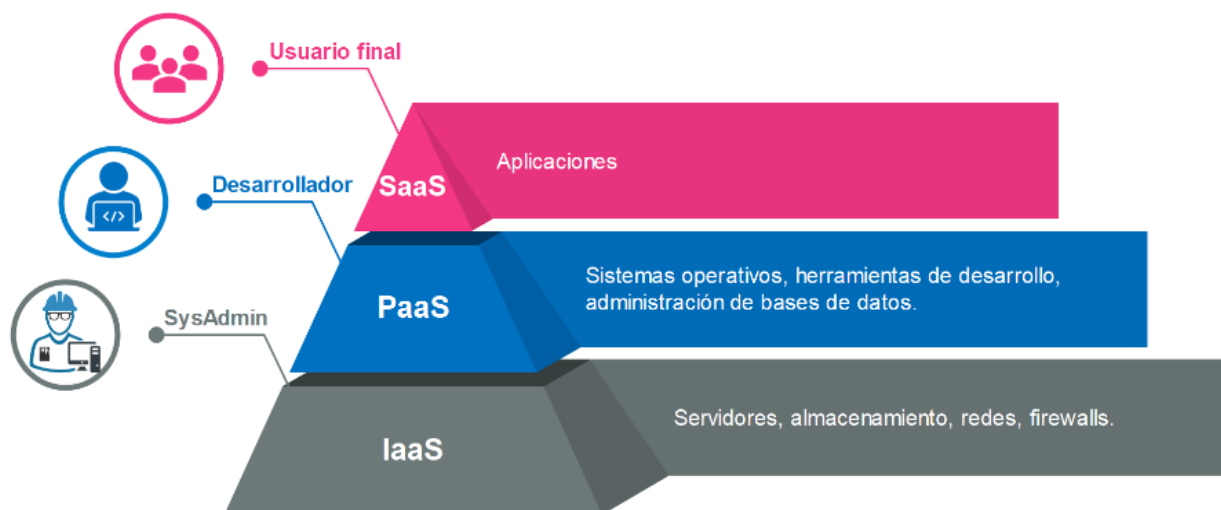 Usuario final
SaaS
Aplicaciones
Desarrollador
PaaS
Sistemas operativos, herramientas de desarrollo,
administración de bases de datos.
SysAdmin
IaaS
Servidores, almacenamiento, redes, firewalls.